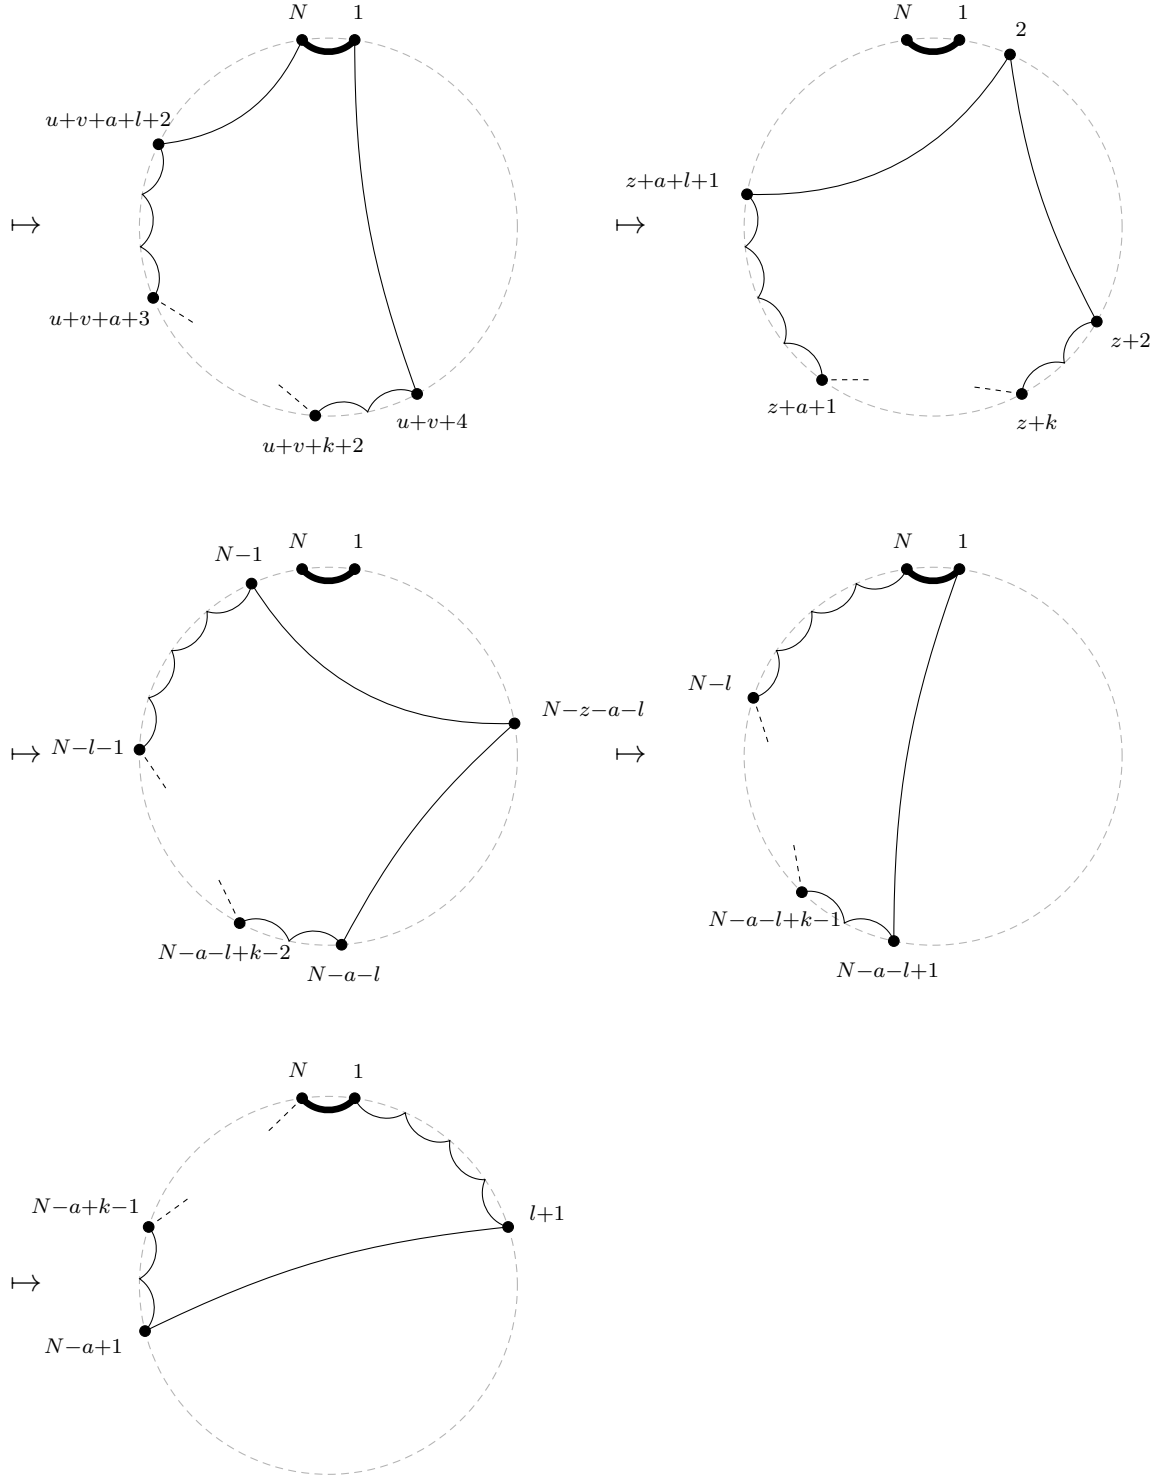 N 1
u+v+a+l+2
↦
u+v+a+3
u+v+4
u+v+k+2
N 1
2
z+a+l+1
↦
z+2
z+a+1
z+k
N 1
N−1
N−z−a−l
↦ N−l−1
N−a−l+k−2
N−a−l
N 1
N−l
↦
N−a−l+k−1
N−a−l+1
N 1
N−a+k−1
l+1
↦
N−a+1